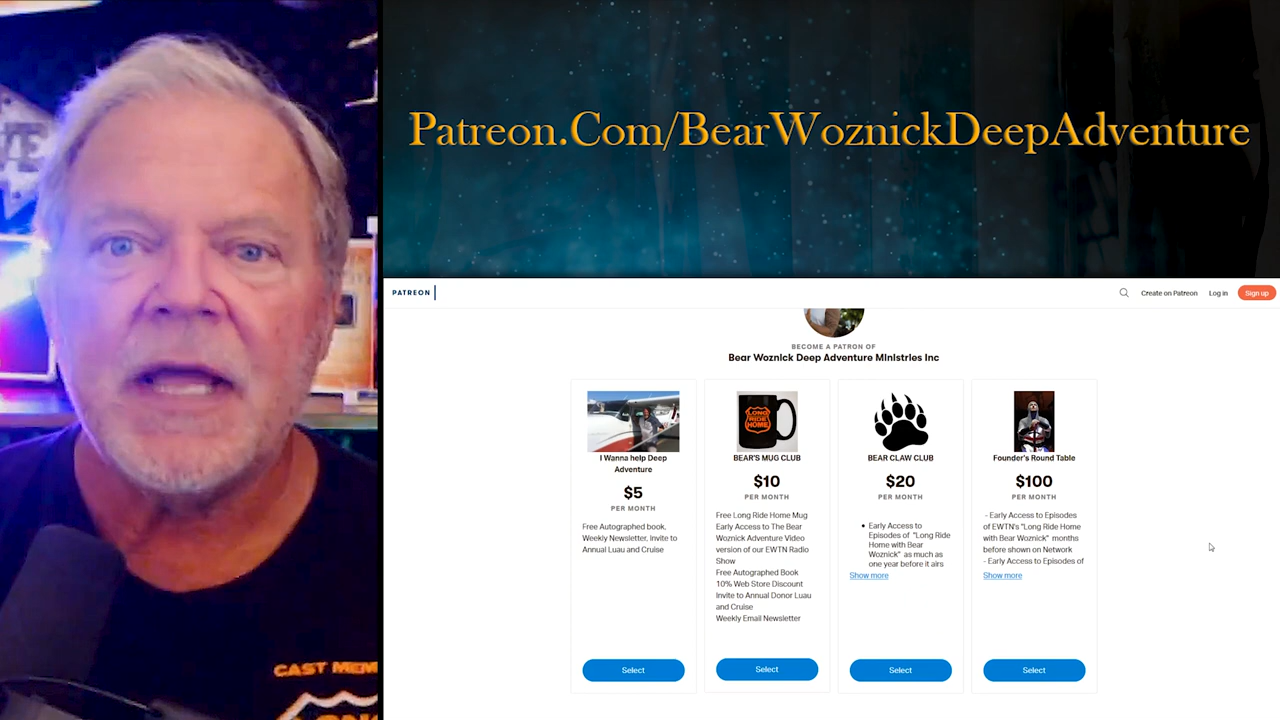 Patreon.Com/BearWoznickDeepAdventure
PATREON
Create on Patreon
Log in
Sign up
BECOME A PATRON OF
Bear Woznick Deep Adventure Ministries Inc
I Wanna help Deep
Adventure
$5
PER MONTH
Free Autographed book,
Weekly Newsletter, Invite to
Annual Luau and Cruise
Select
LONG
RIDE
HOME
BEAR'S MUG CLUB
$10
PER MONTH
Free Long Ride Home Mug
Early Access to The Bear
Woznick Adventure Video
version of our EWTN Radio
Show
Free Autographed Book
10% Web Store Discount
Invite to Annual Donor Luau
and Cruise
Weekly Email Newsletter
Select
BEAR CLAW CLUB
$20
PER MONTH
• Early Access to
Episodes of "Long Ride
Home with Bear
Woznick" as much as
one year before it airs
Show more
Select
Founder's Round Table
$100
PER MONTH
- Early Access to Episodes
of EWTN's "Long Ride Home
with Bear Woznick" months
before shown on Network
- Early Access to Episodes of
Show more
Select
CAST MEM